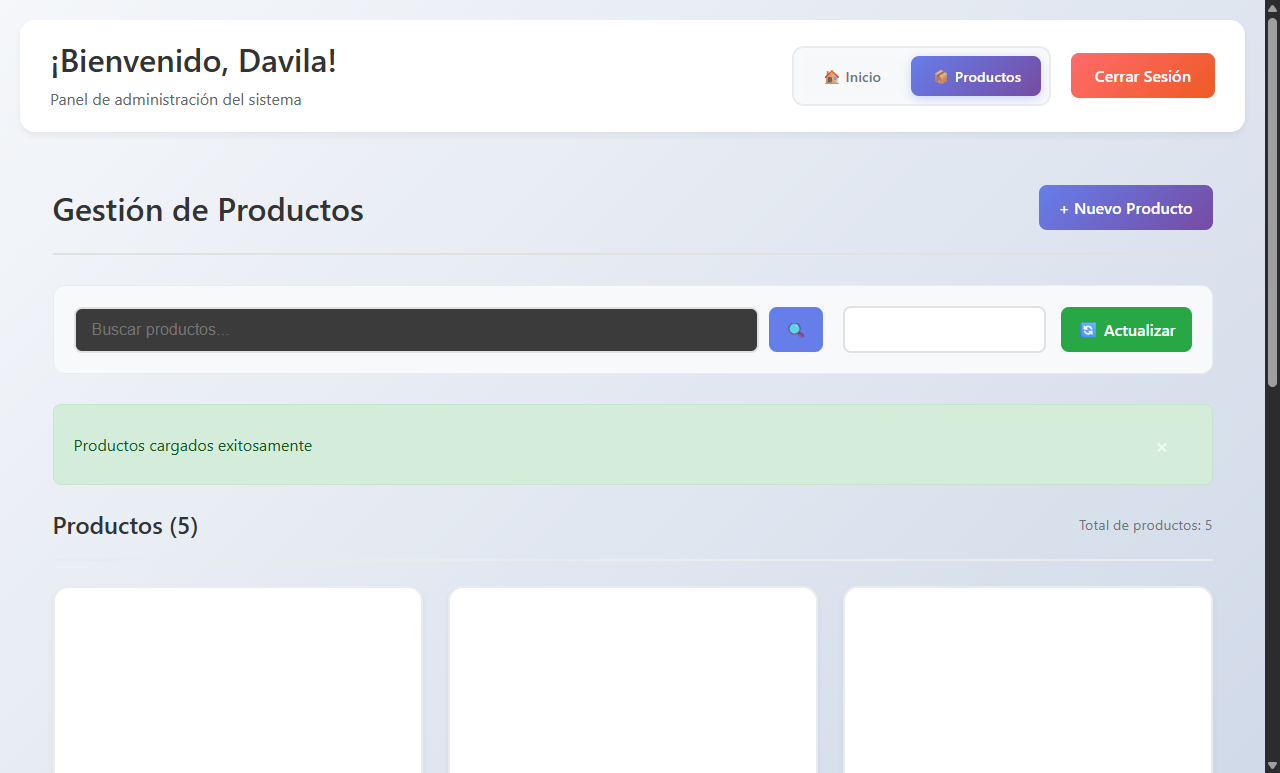 ¡Bienvenido, Davila!
Panel de administración del sistema
Inicio
Productos
Cerrar Sesión
Gestión de Productos
+ Nuevo Producto
Buscar productos...
Actualizar
Productos cargados exitosamente
×
Productos (5)
Total de productos: 5